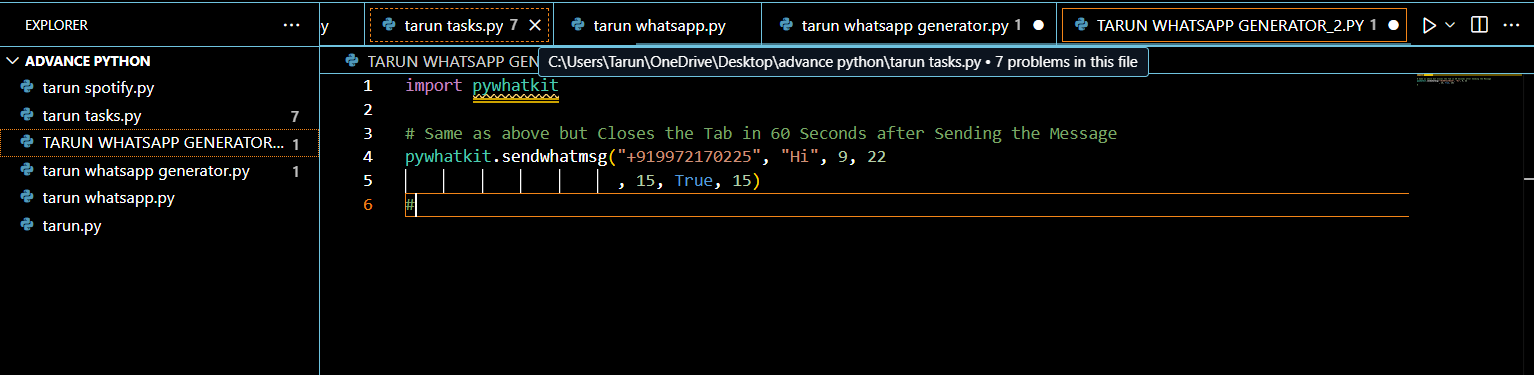 EXPLORER ...
y
tarun tasks.py 7
tarun whatsapp.py
tarun whatsapp generator.py 1
TARUN WHATSAPP GENERATOR_2.PY 1
ADVANCE PYTHON
tarun spotify.py
tarun tasks.py 7
TARUN WHATSAPP GENERATOR... 1
tarun whatsapp generator.py 1
tarun whatsapp.py
tarun.py
TARUN WHATSAPP GEN
C:\Users\Tarun\OneDrive\Desktop\advance python\tarun tasks.py • 7 problems in this file
1 import pywhatkit
2
3 # Same as above but Closes the Tab in 60 Seconds after Sending the Message
4 pywhatkit.sendwhatmsg("+919972170225", "Hi", 9, 22
5 , 15, True, 15)
6 #